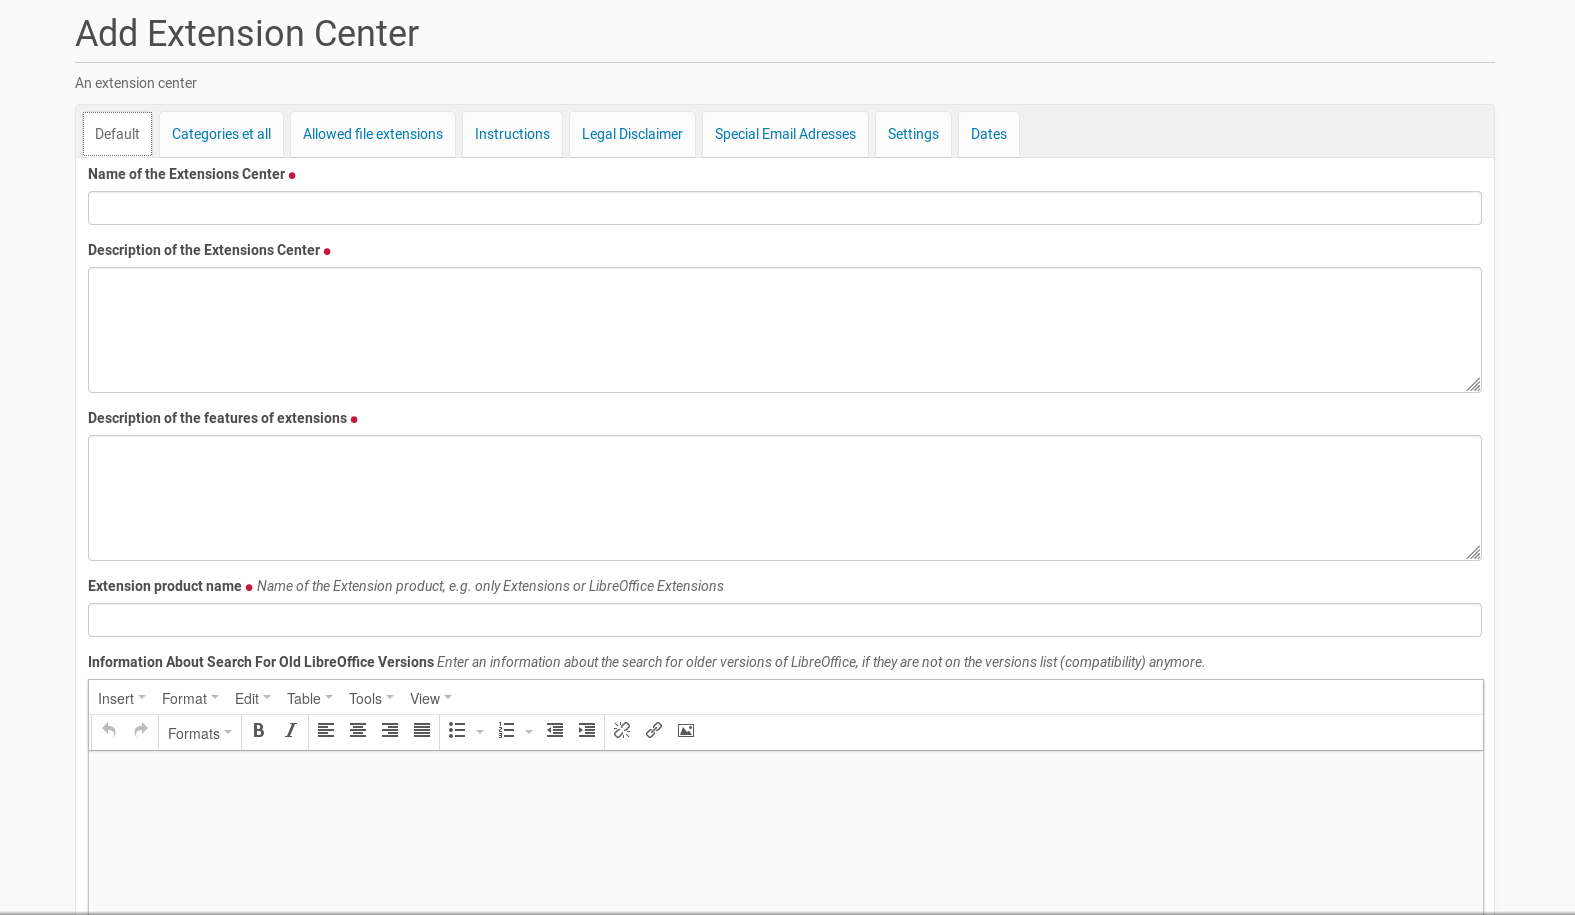 Add Extension Center
An extension center
Default Categories et all Allowed file extensions Instructions Legal Disclaimer Special Email Adresses Settings Dates
Name of the Extensions Center
Description of the Extensions Center
Description of the features of extensions
Extension product name Name of the Extension product, e.g. only Extensions or LibreOffice Extensions
Information About Search For Old LibreOffice Versions Enter an information about the search for older versions of LibreOffice, if they are not on the versions list (compatibility) anymore.
Insert Format Edit Table Tools View
Formats B I